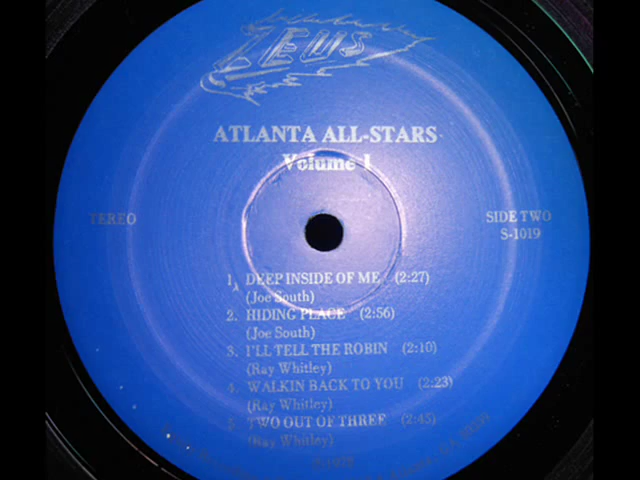 ZEUS
ATLANTA ALL-STARS
Volume I
TEREO
SIDE TWO
S-1019
1. DEEP INSIDE OF ME (2:27)
(Joe South)
2. HIDING PLACE (2:56)
(Joe South)
3. I'LL TELL THE ROBIN (2:10)
(Ray Whitley)
4. WALKIN BACK TO YOU (2:23)
(Ray Whitley)
5. TWO OUT OF THREE (2:45)
(Ray Whitley)